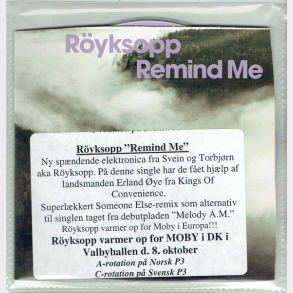 Röyksopp
Remind Me
Röyksopp "Remind Me"
Ny spændende elektronica fra Svein og Torbjørn
aka Röyksopp. På denne single har de fået hjælp af
landsmanden Erland Øye fra Kings Of
Convenience.
Superlækkert Someone Else-remix som alternativ
til singlen taget fra debutpladen "Melody A.M."
Röyksopp varmer op for Moby i Europa!!!
Röyksopp varmer op for MOBY i DK i
Valbyhallen d. 8. oktober
A-rotation på Norsk P3
C-rotation på Svensk P3